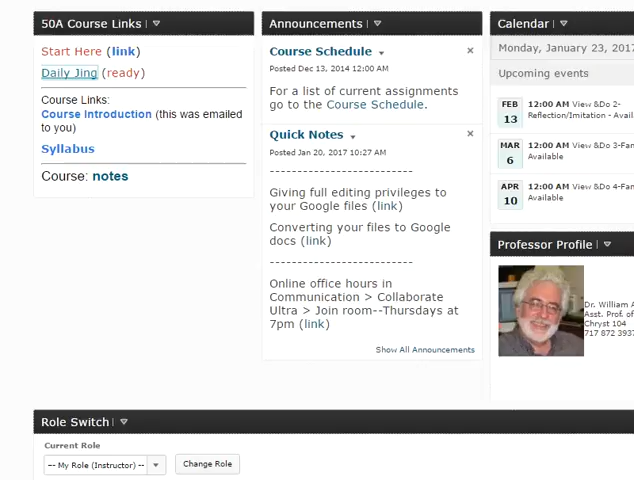 50A Course Links
Start Here (link)
Daily Jing (ready)
Course Links:
Course Introduction (this was emailed
to you)
Syllabus
Course: notes
Announcements
Course Schedule
Posted Dec 13, 2014 12:00 AM
For a list of current assignments
go to the Course Schedule.
Quick Notes
Posted Jan 20, 2017 10:27 AM
-------------------------
Giving full editing privileges to
your Google files (link)
Converting your files to Google
docs (link)
-------------------------
Online office hours in
Communication > Collaborate
Ultra > Join room--Thursdays at
7pm (link)
Show All Announcements
Calendar
Monday, January 23, 2017
Upcoming events
FEB
13
12:00 AM View &Do 2-
Reflection/Imitation - Avail
MAR
6
12:00 AM View &Do 3-Fan
Available
APR
10
12:00 AM View &Do 4-Fan
Available
Professor Profile
Dr. William A
Asst. Prof. of
Chryst 104
717 872 3937
Role Switch
Current Role
-- My Role (Instructor) --
Change Role